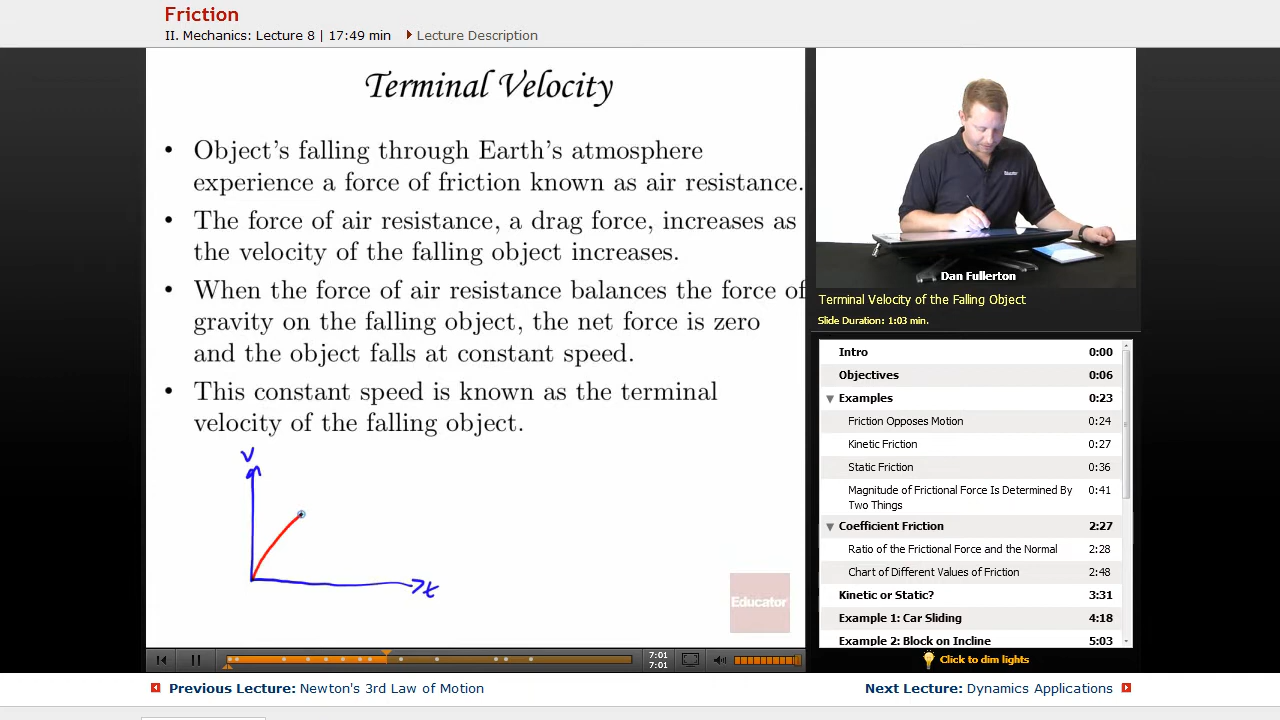 Friction
II. Mechanics: Lecture 8 | 17:49 min
Lecture Description
Terminal Velocity
• Object's falling through Earth's atmosphere
experience a force of friction known as air resistance.
• The force of air resistance, a drag force, increases as
the velocity of the falling object increases.
• When the force of air resistance balances the force of
gravity on the falling object, the net force is zero
and the object falls at constant speed.
• This constant speed is known as the terminal
velocity of the falling object.
v
t
Educator
7:01
7:01
Educator
Dan Fullerton
Terminal Velocity of the Falling Object
Slide Duration: 1:03 min.
Intro 0:00
Objectives 0:06
Examples 0:23
Friction Opposes Motion 0:24
Kinetic Friction 0:27
Static Friction 0:36
Magnitude of Frictional Force Is Determined By 0:41
Two Things
Coefficient Friction 2:27
Ratio of the Frictional Force and the Normal 2:28
Chart of Different Values of Friction 2:48
Kinetic or Static? 3:31
Example 1: Car Sliding 4:18
Example 2: Block on Incline 5:03
Click to dim lights
Previous Lecture: Newton's 3rd Law of Motion
Next Lecture: Dynamics Applications